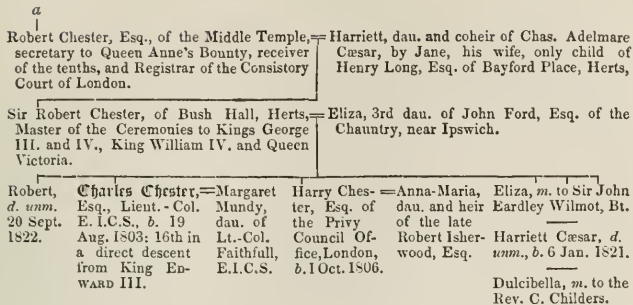 a
Robert Chester, Esq., of the Middle Temple,
secretary to Queen Anne's Bounty, receiver
of the tenths, and Registrar of the Consistory
Court of London.
=Harriett, dau. and coheir of Chas. Adelmare
Cæsar, by Jane, his wife, only child of
Henry Long, Esq. of Bayford Place, Herts,
Sir Robert Chester, of Bush Hall, Herts,
Master of the Ceremonies to Kings George
III. and IV., King William IV. and Queen
Victoria.
=Eliza, 3rd dau. of John Ford, Esq. of the
Chauntry, near Ipswich.
Robert,
d. unm.
20 Sept.
1822.
Charles Chester,
Esq., Lieut.-Col.
E. I.C.S., b. 19
Aug. 1803: 16th in
a direct descent
from King ED-
WARD III.
=Margaret
Mundy,
dau. of
Lt.-Col.
Faithfull,
E.I.C.S.
Harry Ches-
ter, Esq. of
the Privy
Council Of-
fice, London,
b. 1 Oct. 1806.
=Anna-Maria,
dau. and heir
of the late
Robert Isher-
wood, Esq.
Eliza, m. to Sir John
Eardley Wilmot, Bt.
Harriett Cæsar, d.
unm., b. 6 Jan. 1821.
Dulcibella, m. to the
Rev. C. Childers.